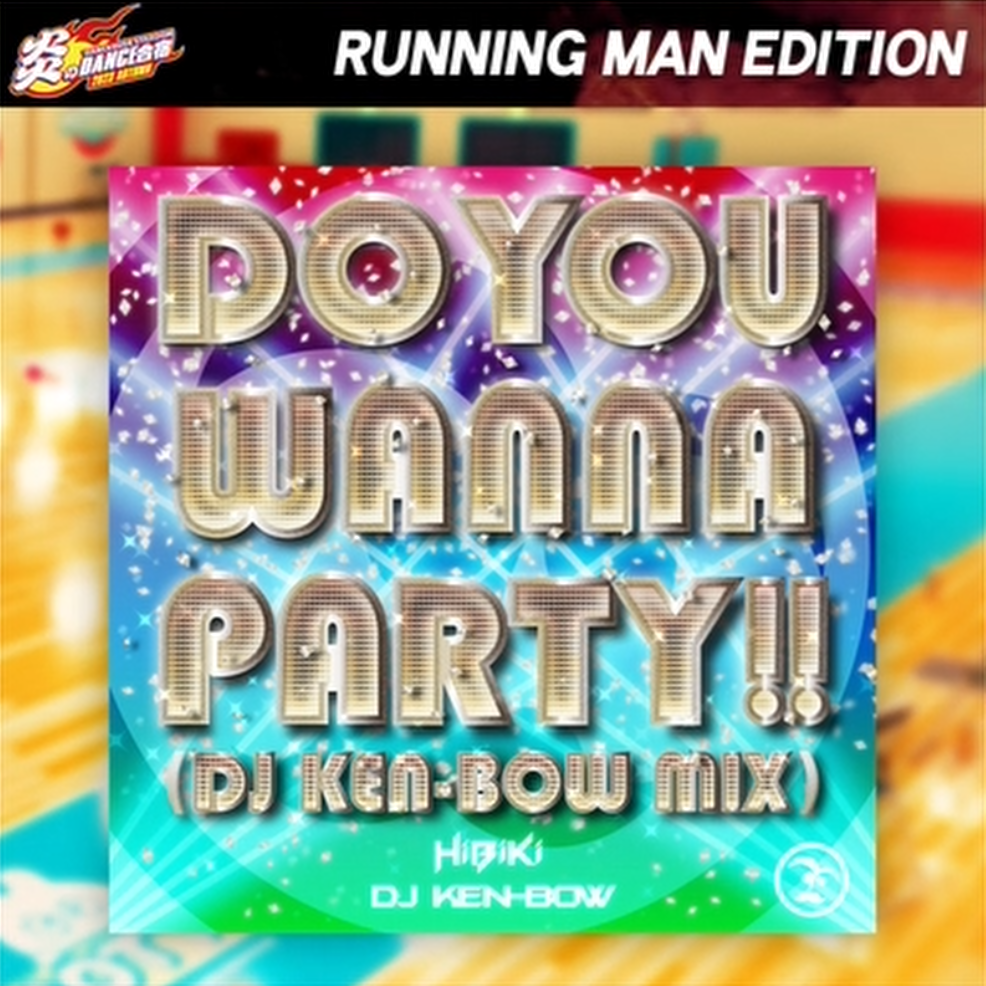 炎のDANCE合宿
RUNNING MAN EDITION
DO YOU
WANNA
PARTY!!
(DJ KEN-BOW MIX)
HiBiKi
DJ KEN-BOW